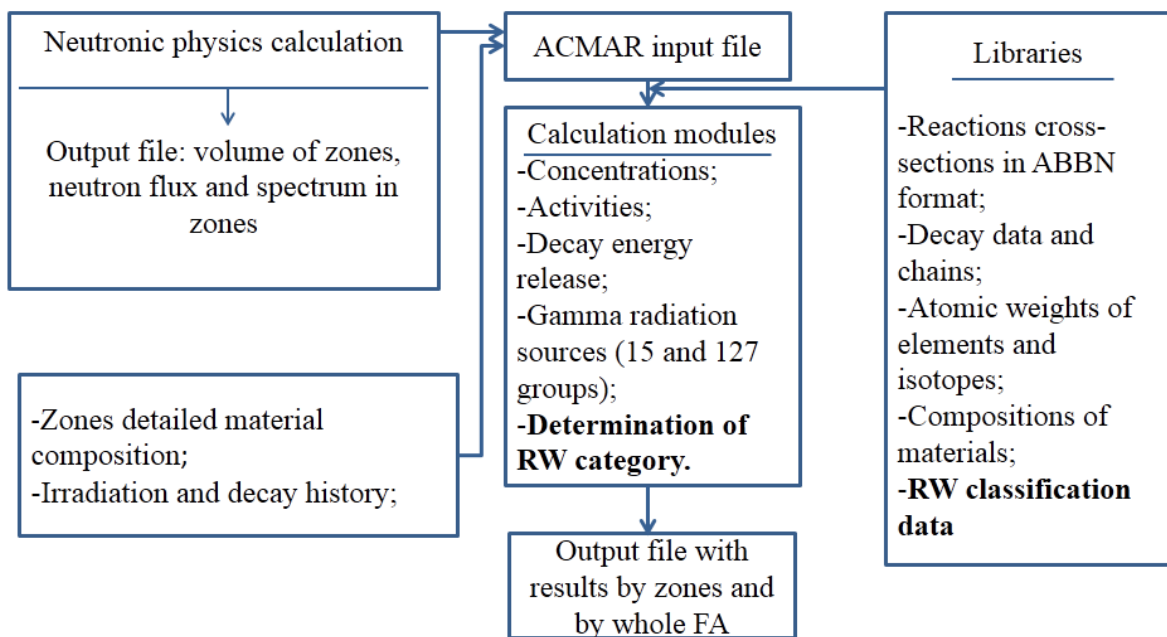 Neutronic physics calculation
Output file: volume of zones,
neutron flux and spectrum in
zones
-Zones detailed material
composition;
-Irradiation and decay history;
ACMAR input file
Calculation modules
-Concentrations;
-Activities;
-Decay energy
release;
-Gamma radiation
sources (15 and 127
groups);
-Determination of
RW category.
Output file with
results by zones and
by whole FA
Libraries
-Reactions cross-
sections in ABBN
format;
-Decay data and
chains;
-Atomic weights of
elements and
isotopes;
-Compositions of
materials;
-RW classification
data